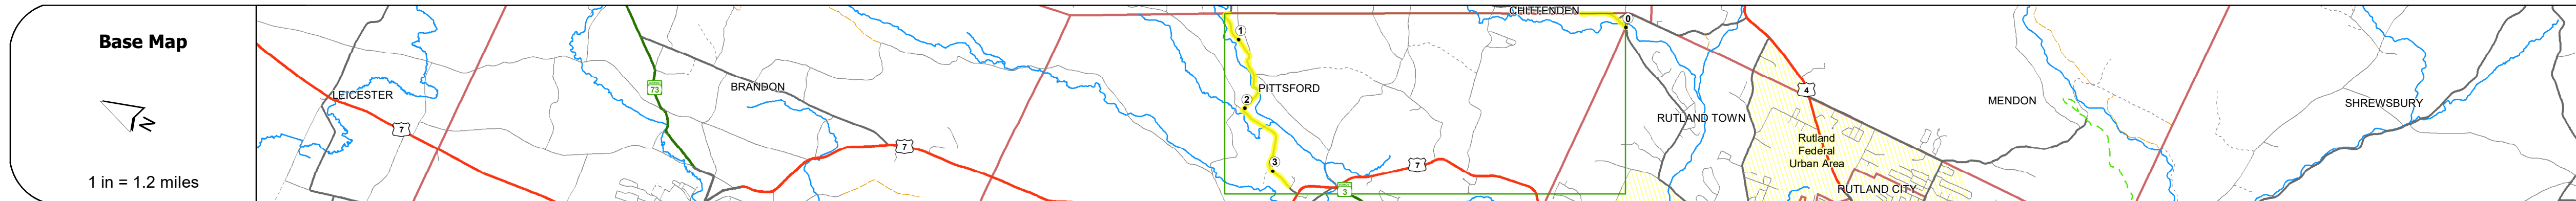 Base Map
N
1 in = 1.2 miles
LEICESTER
7
73
BRANDON
7
CHITTENDEN
0
1
2
3
PITTSFORD
7
3
RUTLAND TOWN
4
Rutland
Federal
Urban Area
RUTLAND CITY
MENDON
SHREWSBURY